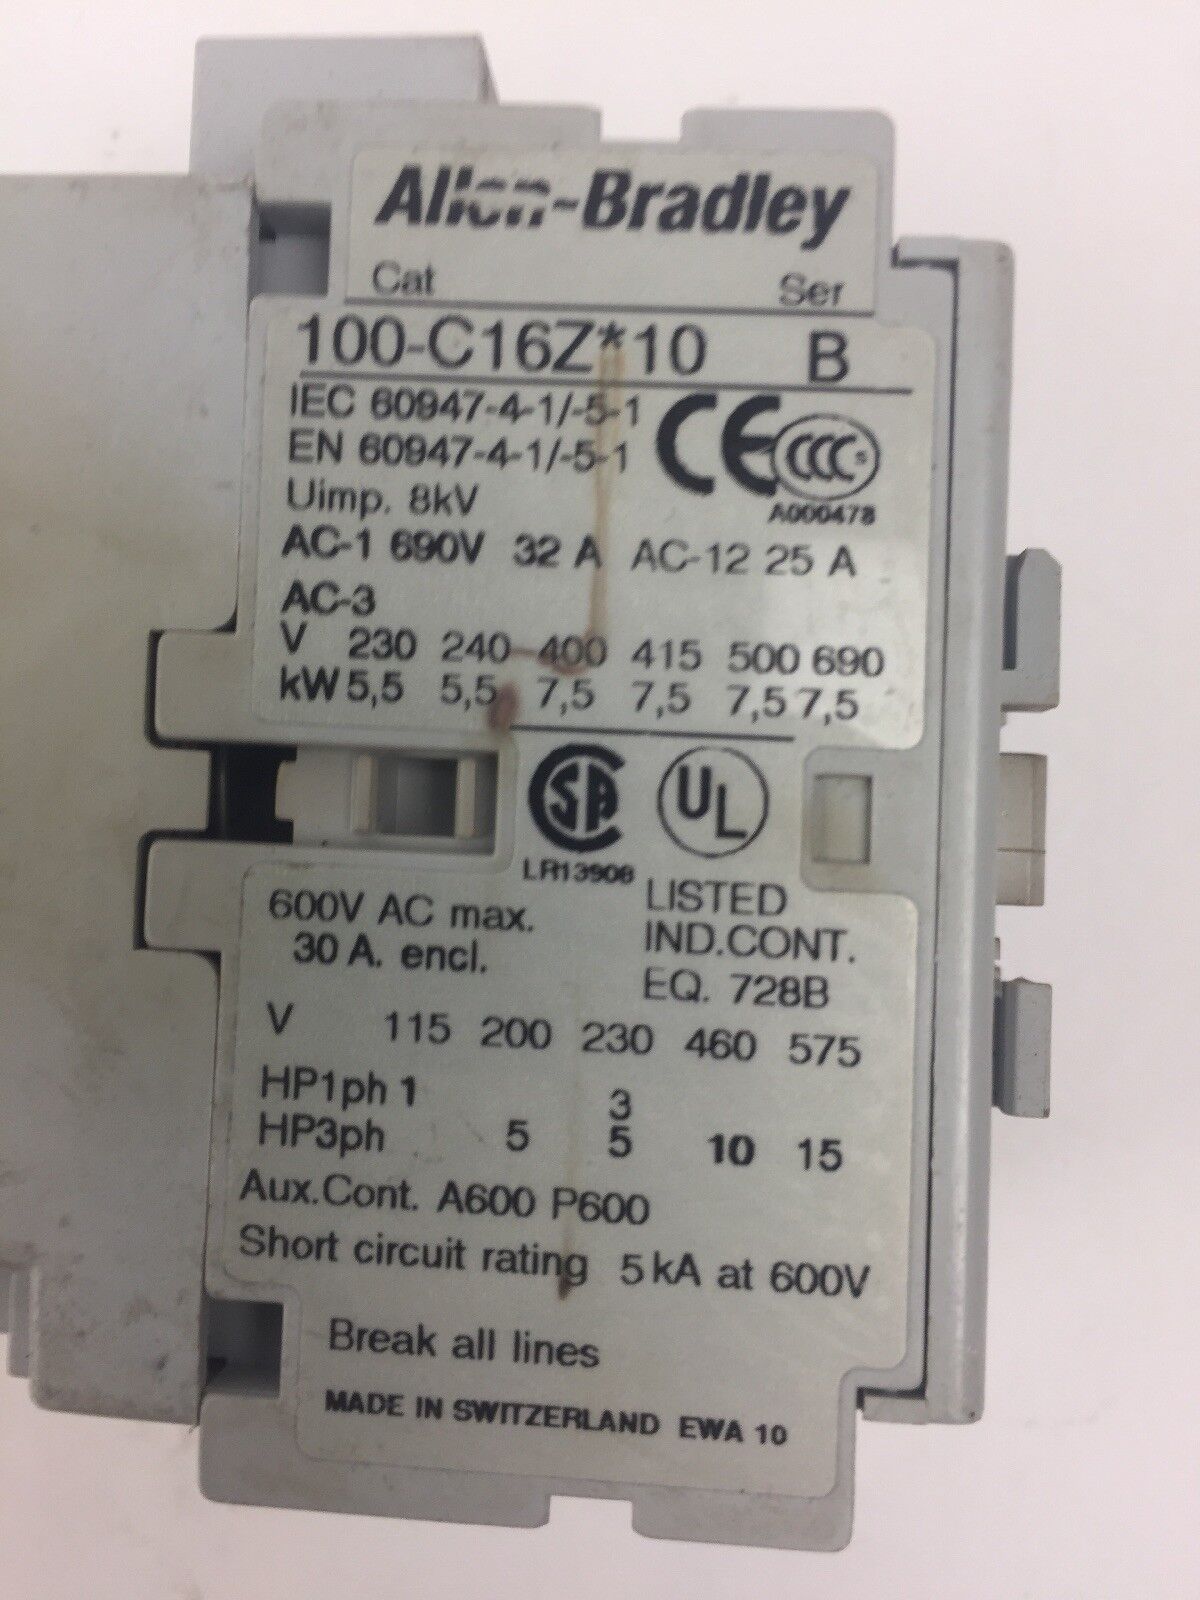 Allen-Bradley
Cat Ser
100-C16Z*10 B
IEC 60947-4-1/-5-1
EN 60947-4-1/-5-1
CE CCC S
Uimp. 8kV
A000478
AC-1 690V 32 A AC-12 25 A
AC-3
V 230 240 400 415 500 690
kW 5,5 5,5 7,5 7,5 7,5 7,5
CSA UL
LR13908
600V AC max.
30 A. encl.
LISTED
IND.CONT.
EQ. 728B
V 115 200 230 460 575
HP1ph 1 3
HP3ph 5 5 10 15
Aux.Cont. A600 P600
Short circuit rating 5 kA at 600V
Break all lines
MADE IN SWITZERLAND EWA 10